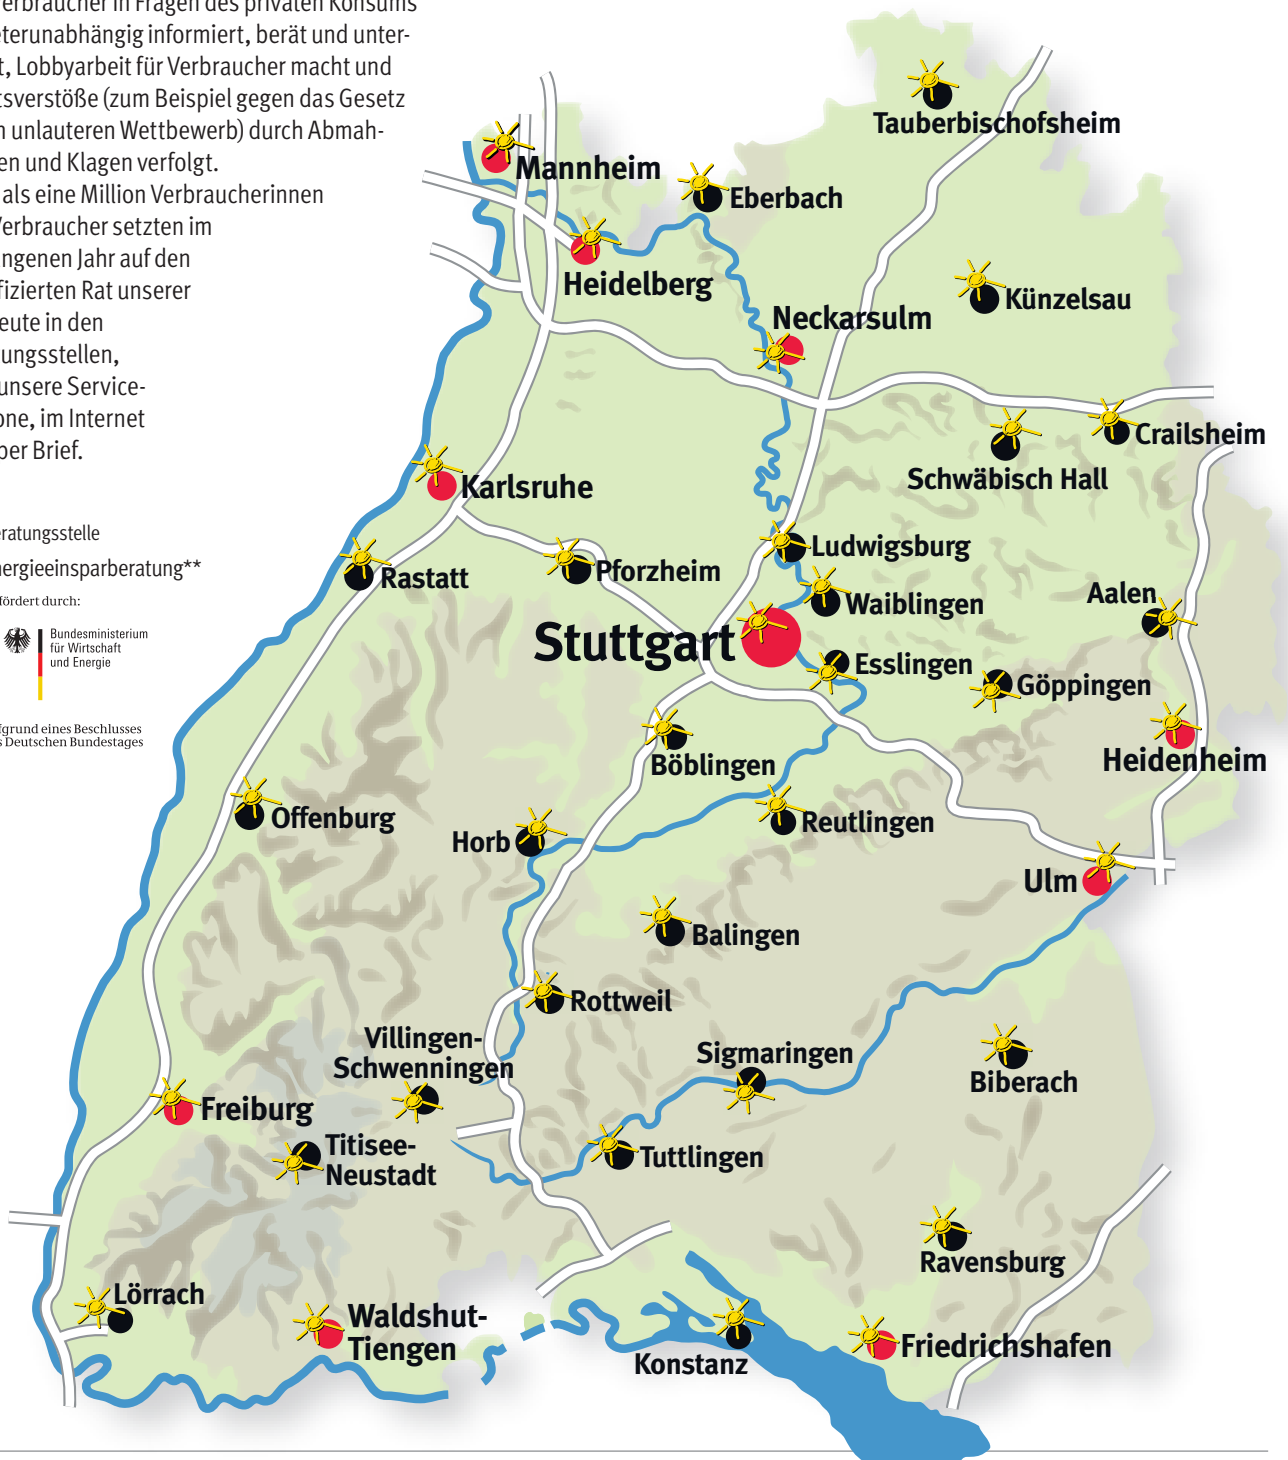 erbraucher in Fragen des privaten Konsums
eterunabhängig informiert, berät und unter-
t, Lobbyarbeit für Verbraucher macht und
tsverstöße (zum Beispiel gegen das Gesetz
n unlauteren Wettbewerb) durch Abmah-
en und Klagen verfolgt.
als eine Million Verbraucherinnen
Verbraucher setzten im
ngenen Jahr auf den
fizierten Rat unserer
eute in den
ungsstellen,
unsere Service-
one, im Internet
per Brief.
eratungsstelle
nergieeinsparberatung**
fördert durch:
Bundesministerium
für Wirtschaft
und Energie
fgrund eines Beschlusses
s Deutschen Bundestages
Tauberbischofsheim
Mannheim
Eberbach
Heidelberg
Künzelsau
Neckarsulm
Crailsheim
Schwäbisch Hall
Karlsruhe
Ludwigsburg
Rastatt
Pforzheim
Waiblingen
Aalen
Stuttgart
Esslingen
Göppingen
Böblingen
Heidenheim
Offenburg
Horb
Reutlingen
Ulm
Balingen
Rottweil
Villingen-
Schwenningen
Sigmaringen
Biberach
Freiburg
Titisee-
Neustadt
Tuttlingen
Ravensburg
Lörrach
Waldshut-
Tiengen
Konstanz
Friedrichshafen